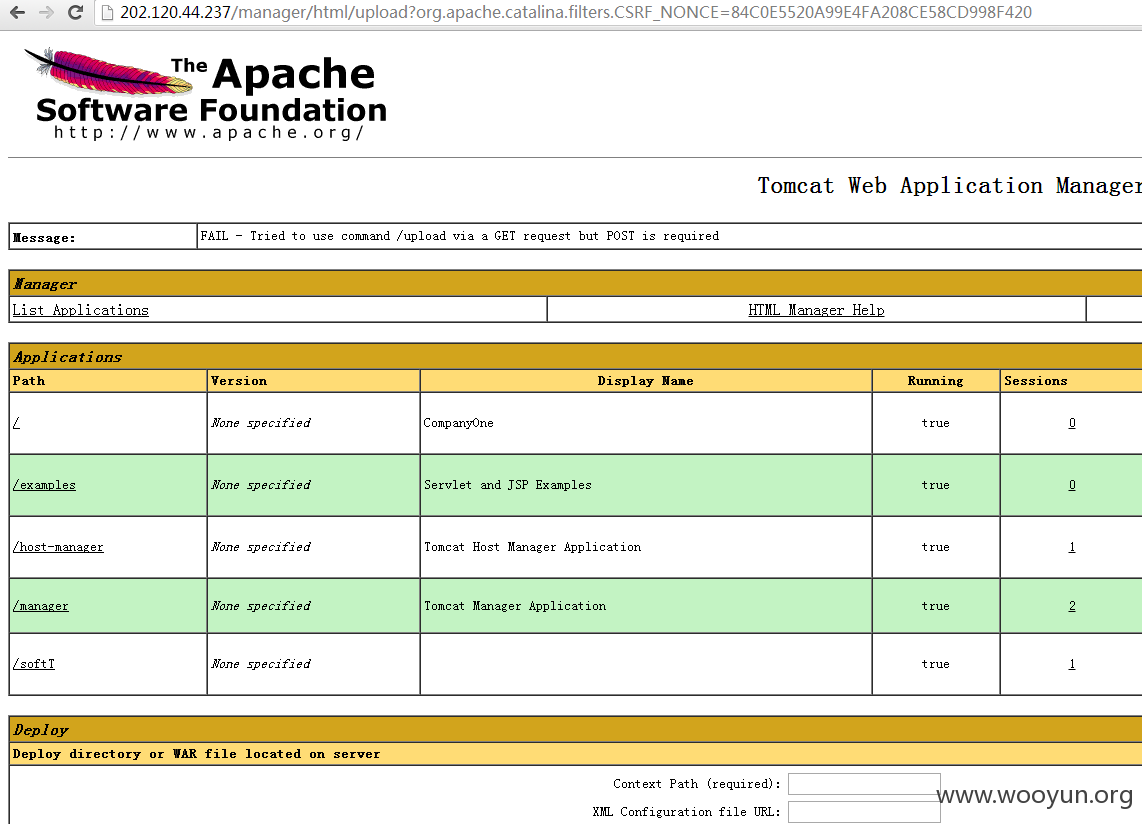 202.120.44.237/manager/html/upload?org.apache.catalina.filters.CSRF_NONCE=84C0E5520A99E4FA208CE58CD998F420
The Apache
Software Foundation
http://www.apache.org/
Tomcat Web Application Manager
Message: FAIL - Tried to use command /upload via a GET request but POST is required
Manager
List Applications HTML Manager Help
Applications
Path Version Display Name Running Sessions
/ None specified CompanyOne true 0
/examples None specified Servlet and JSP Examples true 0
/host-manager None specified Tomcat Host Manager Application true 1
/manager None specified Tomcat Manager Application true 2
/softT None specified true 1
Deploy
Deploy directory or WAR file located on server
Context Path (required):
XML Configuration file URL:
www.wooyun.org